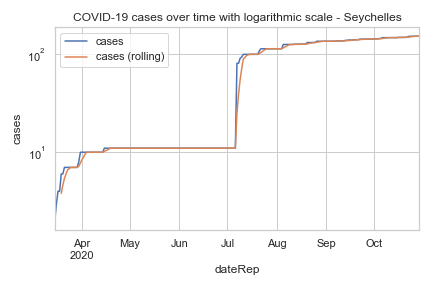 COVID-19 cases over time with logarithmic scale - Seychelles
cases
cases (rolling)
10²
10¹
cases
Apr May Jun Jul Aug Sep Oct
2020
dateRep